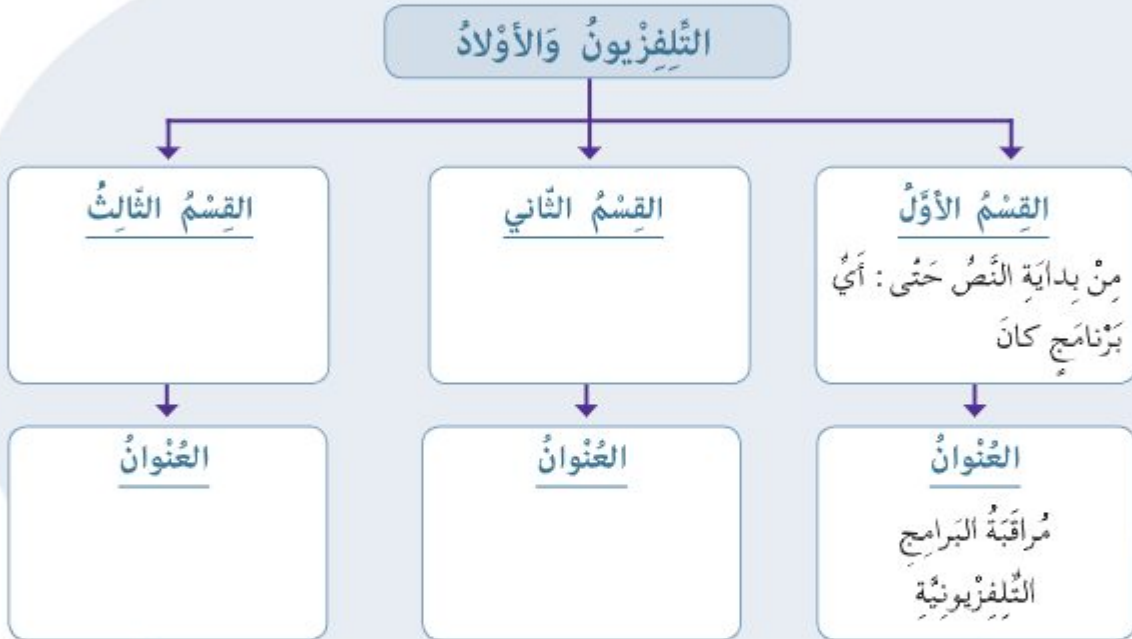 التِّلِفِزْيونُ وَالأَوْلادُ
القِسْمُ الأَوَّلُ
مِنْ بِدايَةِ النَّصِّ حَتّى: أَيِّ
بَرْنامَجٍ كانَ
القِسْمُ الثّاني
القِسْمُ الثّالِثُ
العُنْوانُ
مُراقَبَةُ البَرامِجِ
التِّلِفِزْيونِيَّةِ
العُنْوانُ
العُنْوانُ